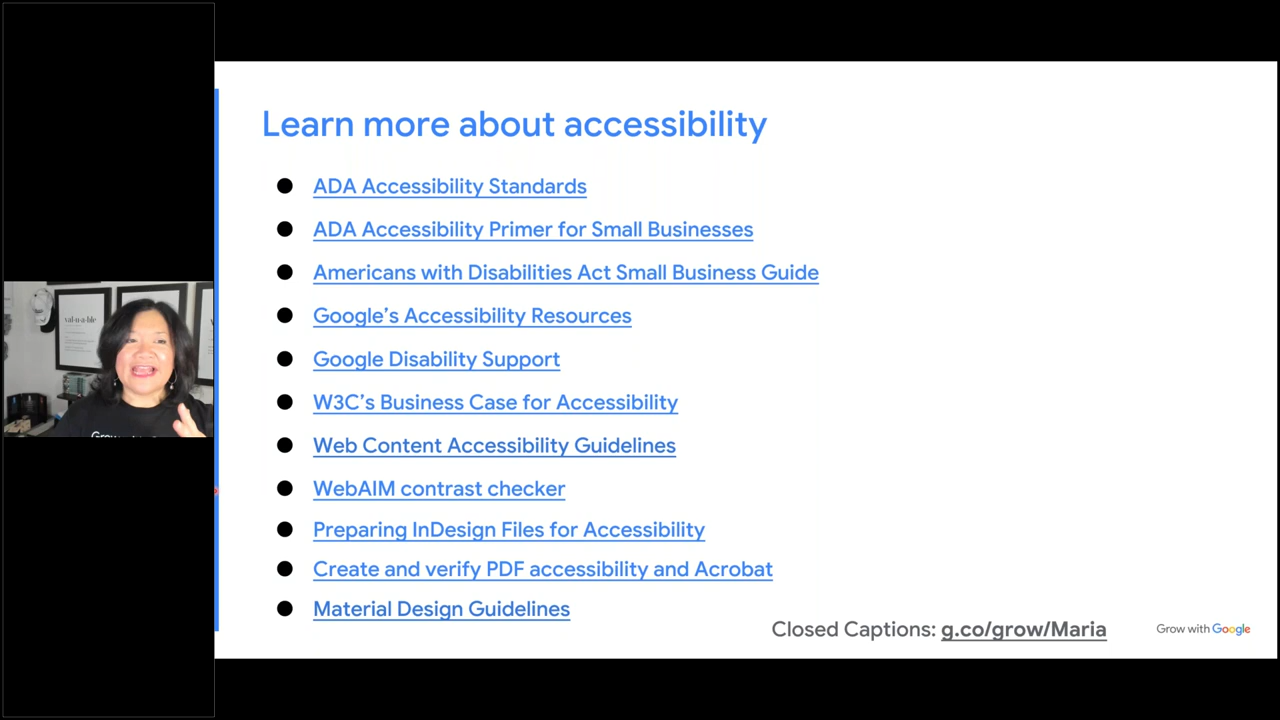 Learn more about accessibility
ADA Accessibility Standards
ADA Accessibility Primer for Small Businesses
Americans with Disabilities Act Small Business Guide
Google’s Accessibility Resources
Google Disability Support
W3C’s Business Case for Accessibility
Web Content Accessibility Guidelines
WebAIM contrast checker
Preparing InDesign Files for Accessibility
Create and verify PDF accessibility and Acrobat
Material Design Guidelines
Closed Captions: g.co/grow/Maria
Grow with Google
val·u·a·ble